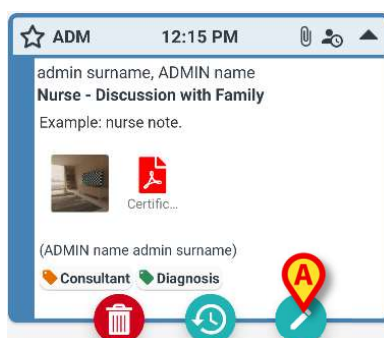 ADM 12:15 PM
admin surname, ADMIN name
Nurse - Discussion with Family
Example: nurse note.
Certific...
(ADMIN name admin surname)
Consultant Diagnosis
A